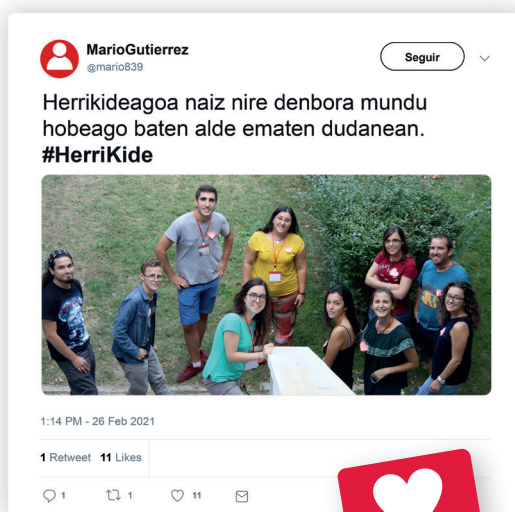 MarioGutierrez
@mario839
Seguir
Herrikideagoa naiz nire denbora mundu
hobeago baten alde ematen dudanean.
#HerriKide
1:14 PM - 26 Feb 2021
1 Retweet 11 Likes
1 1 11